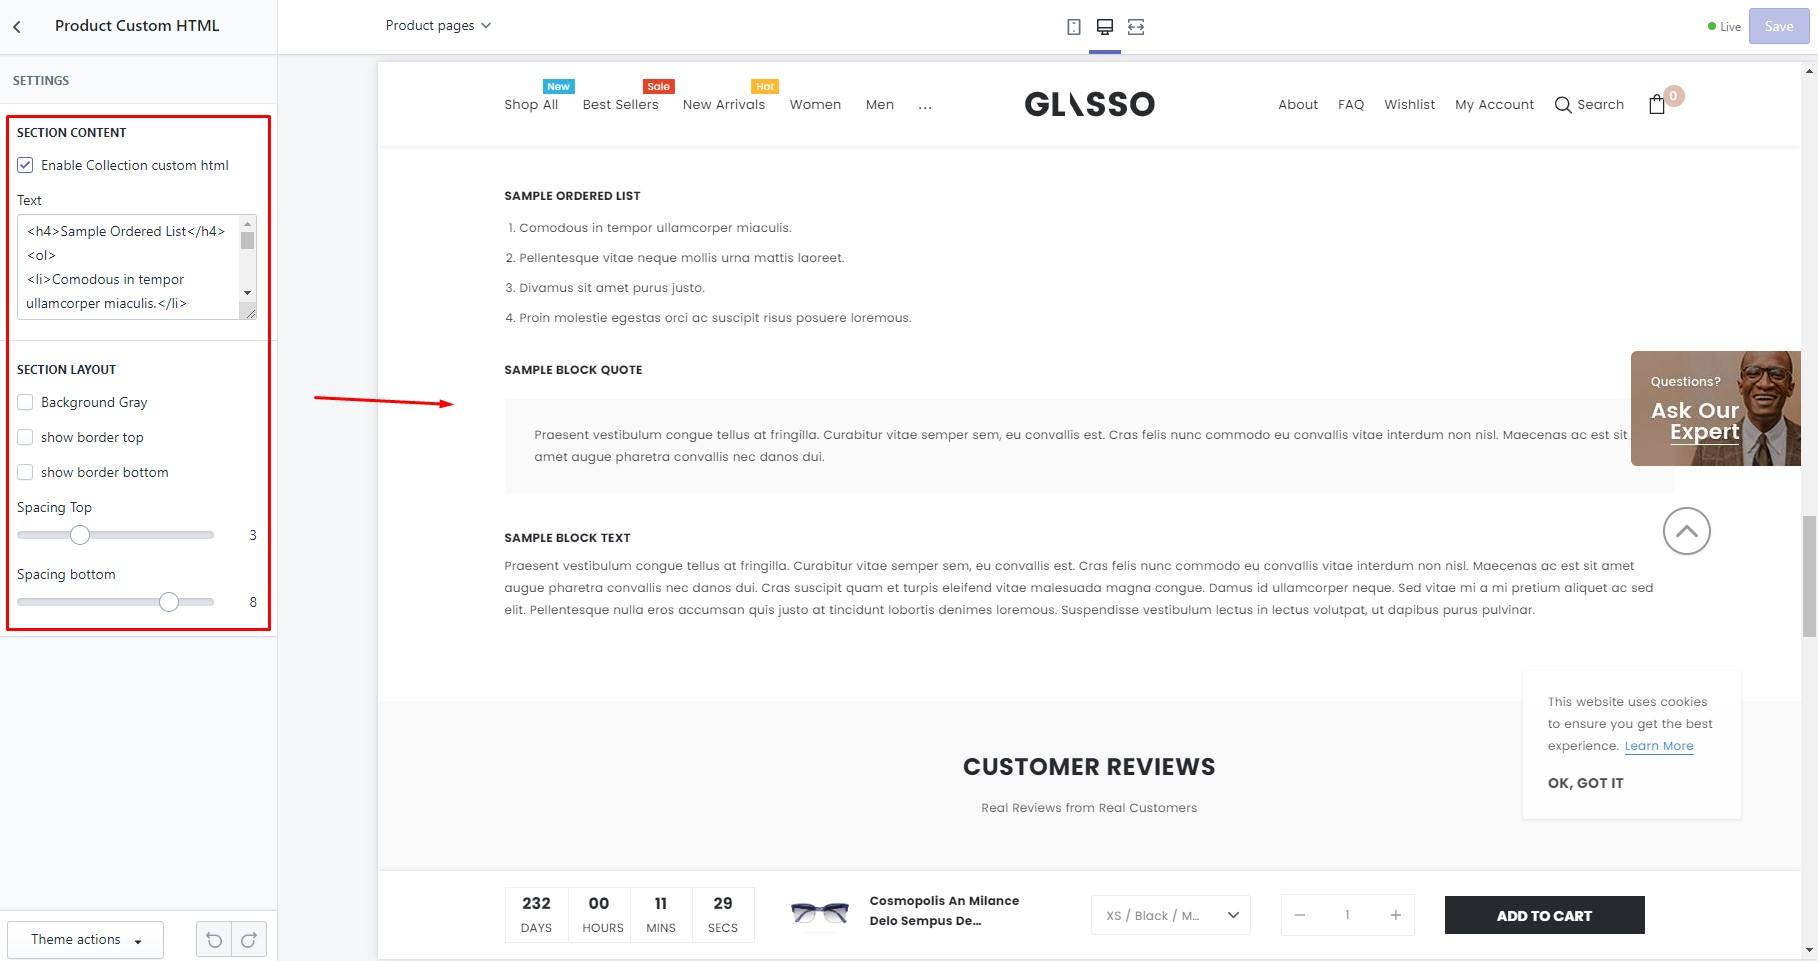 Product Custom HTML
Product pages
Live
Save
SETTINGS
SECTION CONTENT
Enable Collection custom html
Text
<h4>Sample Ordered List</h4>
<ol>
<li>Comodous in tempor
ullamcorper miaculis.</li>
SECTION LAYOUT
Background Gray
show border top
show border bottom
Spacing Top
3
Spacing bottom
8
Theme actions
New
Sale
Hot
Shop All
Best Sellers
New Arrivals
Women
Men
...
GLASSO
About
FAQ
Wishlist
My Account
Search
0
SAMPLE ORDERED LIST
1. Comodous in tempor ullamcorper miaculis.
2. Pellentesque vitae neque mollis urna mattis laoreet.
3. Divamus sit amet purus justo.
4. Proin molestie egestas orci ac suscipit risus posuere loremous.
SAMPLE BLOCK QUOTE
Praesent vestibulum congue tellus at fringilla. Curabitur vitae semper sem, eu convallis est. Cras felis nunc commodo eu convallis vitae interdum non nisl. Maecenas ac est sit
amet augue pharetra convallis nec danos dui.
Questions?
Ask Our
Expert
SAMPLE BLOCK TEXT
Praesent vestibulum congue tellus at fringilla. Curabitur vitae semper sem, eu convallis est. Cras felis nunc commodo eu convallis vitae interdum non nisl. Maecenas ac est sit amet
augue pharetra convallis nec danos dui. Cras suscipit quam et turpis eleifend vitae malesuada magna congue. Damus id ullamcorper neque. Sed vitae mi a mi pretium aliquet ac sed
elit. Pellentesque nulla eros accumsan quis justo at tincidunt lobortis denimes loremous. Suspendisse vestibulum lectus in lectus volutpat, ut dapibus purus pulvinar.
This website uses cookies
to ensure you get the best
experience. Learn More
OK, GOT IT
CUSTOMER REVIEWS
Real Reviews from Real Customers
232
DAYS
00
HOURS
11
MINS
29
SECS
Cosmopolis An Milance
Delo Sempus De...
XS / Black / M...
1
ADD TO CART